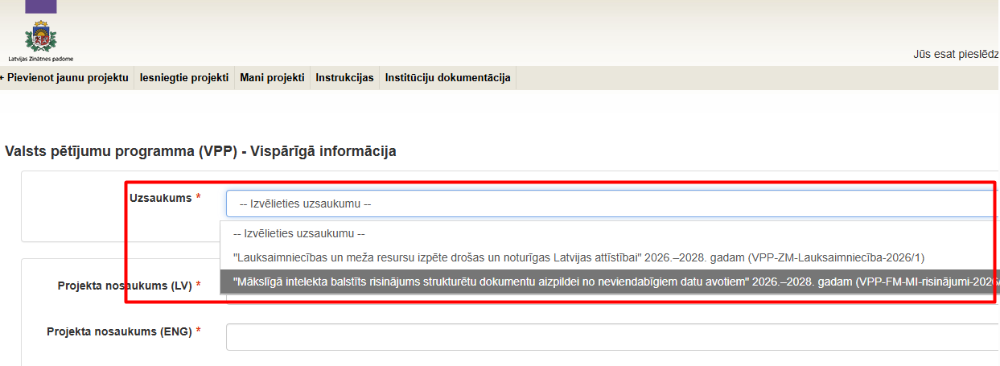 Latvijas Zinātnes padome
Jūs esat pieslēdz
+ Pievienot jaunu projektu Iesniegtie projekti Mani projekti Instrukcijas Institūciju dokumentācija
Valsts pētījumu programma (VPP) - Vispārīgā informācija
Uzsaukums * -- Izvēlieties uzsaukumu --
-- Izvēlieties uzsaukumu --
"Lauksaimniecības un meža resursu izpēte drošas un noturīgas Latvijas attīstībai" 2026.–2028. gadam (VPP-ZM-Lauksaimniecība-2026/1)
"Mākslīgā intelekta balstīts risinājums strukturētu dokumentu aizpildei no neviendabīgiem datu avotiem" 2026.–2028. gadam (VPP-FM-MI-risinājumi-2026/
Projekta nosaukums (LV) *
Projekta nosaukums (ENG) *